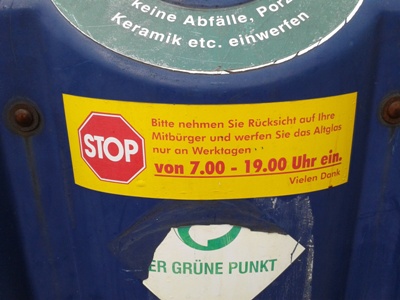 keine Abfälle,
Keramik etc. einwerfen
STOP
Bitte nehmen Sie Rücksicht auf Ihre
Mitbürger und werfen Sie das Altglas
nur an Werktagen
von 7.00 - 19.00 Uhr ein.
Vielen Dank
ER GRÜNE PUNKT